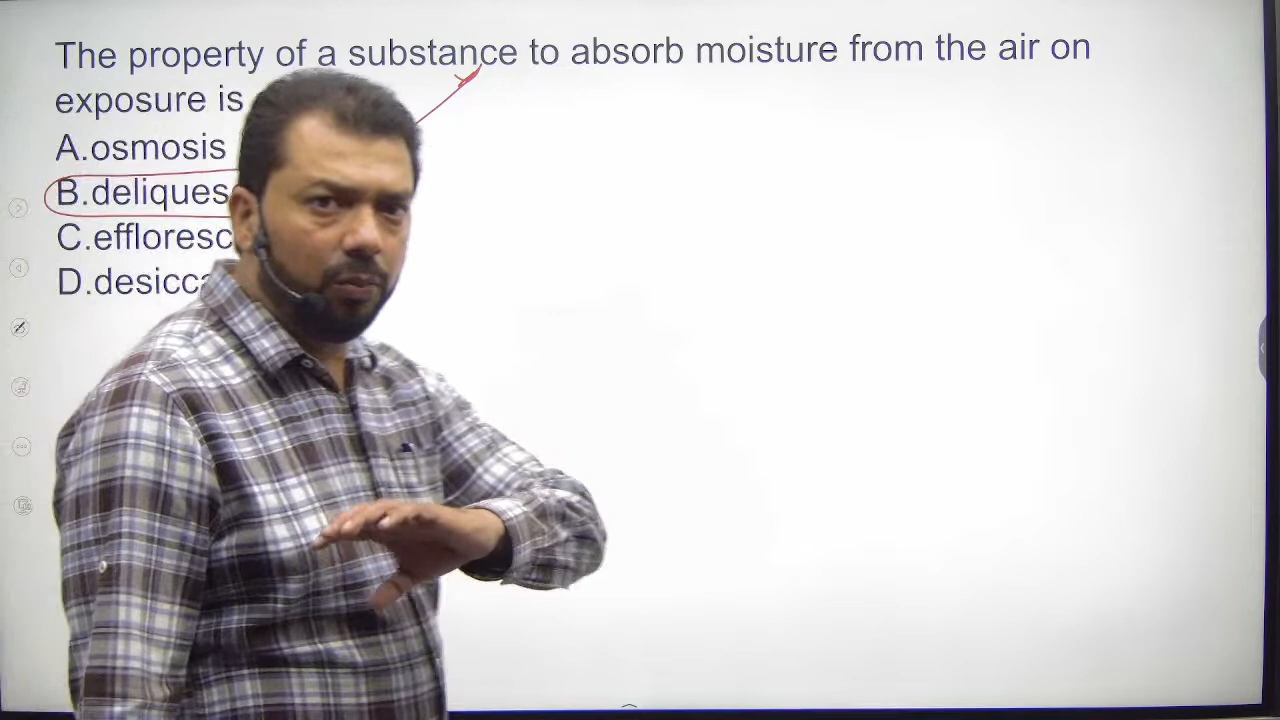 The property of a substance to absorb moisture from the air on
exposure is
A.osmosis
B.deliques
C.effloresc
D.desicca